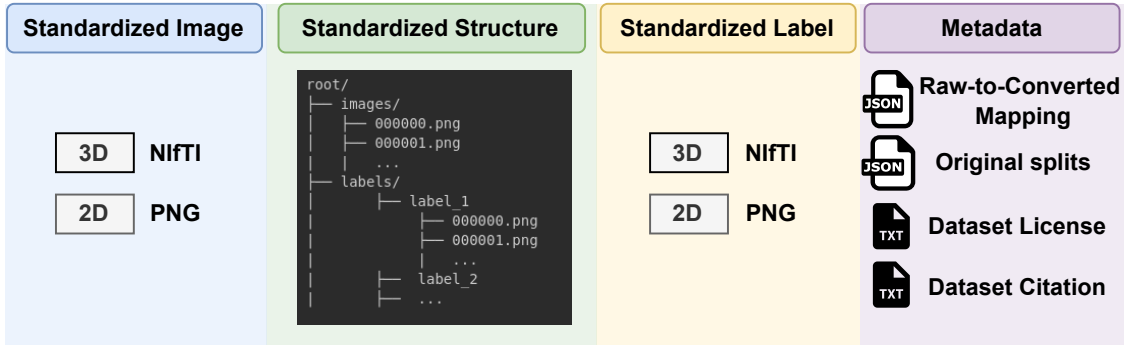 Standardized Image
3D NIfTI
2D PNG
Standardized Structure
root/
├── images/
│   ├── 000000.png
│   ├── 000001.png
│   │   ...
├── labels/
│       ├── label_1
│           ├── 000000.png
│           ├── 000001.png
│           │   ...
│       ├── label_2
│       ├── ...
Standardized Label
3D NIfTI
2D PNG
Metadata
JSON
Raw-to-Converted
Mapping
JSON
Original splits
TXT
Dataset License
TXT
Dataset Citation